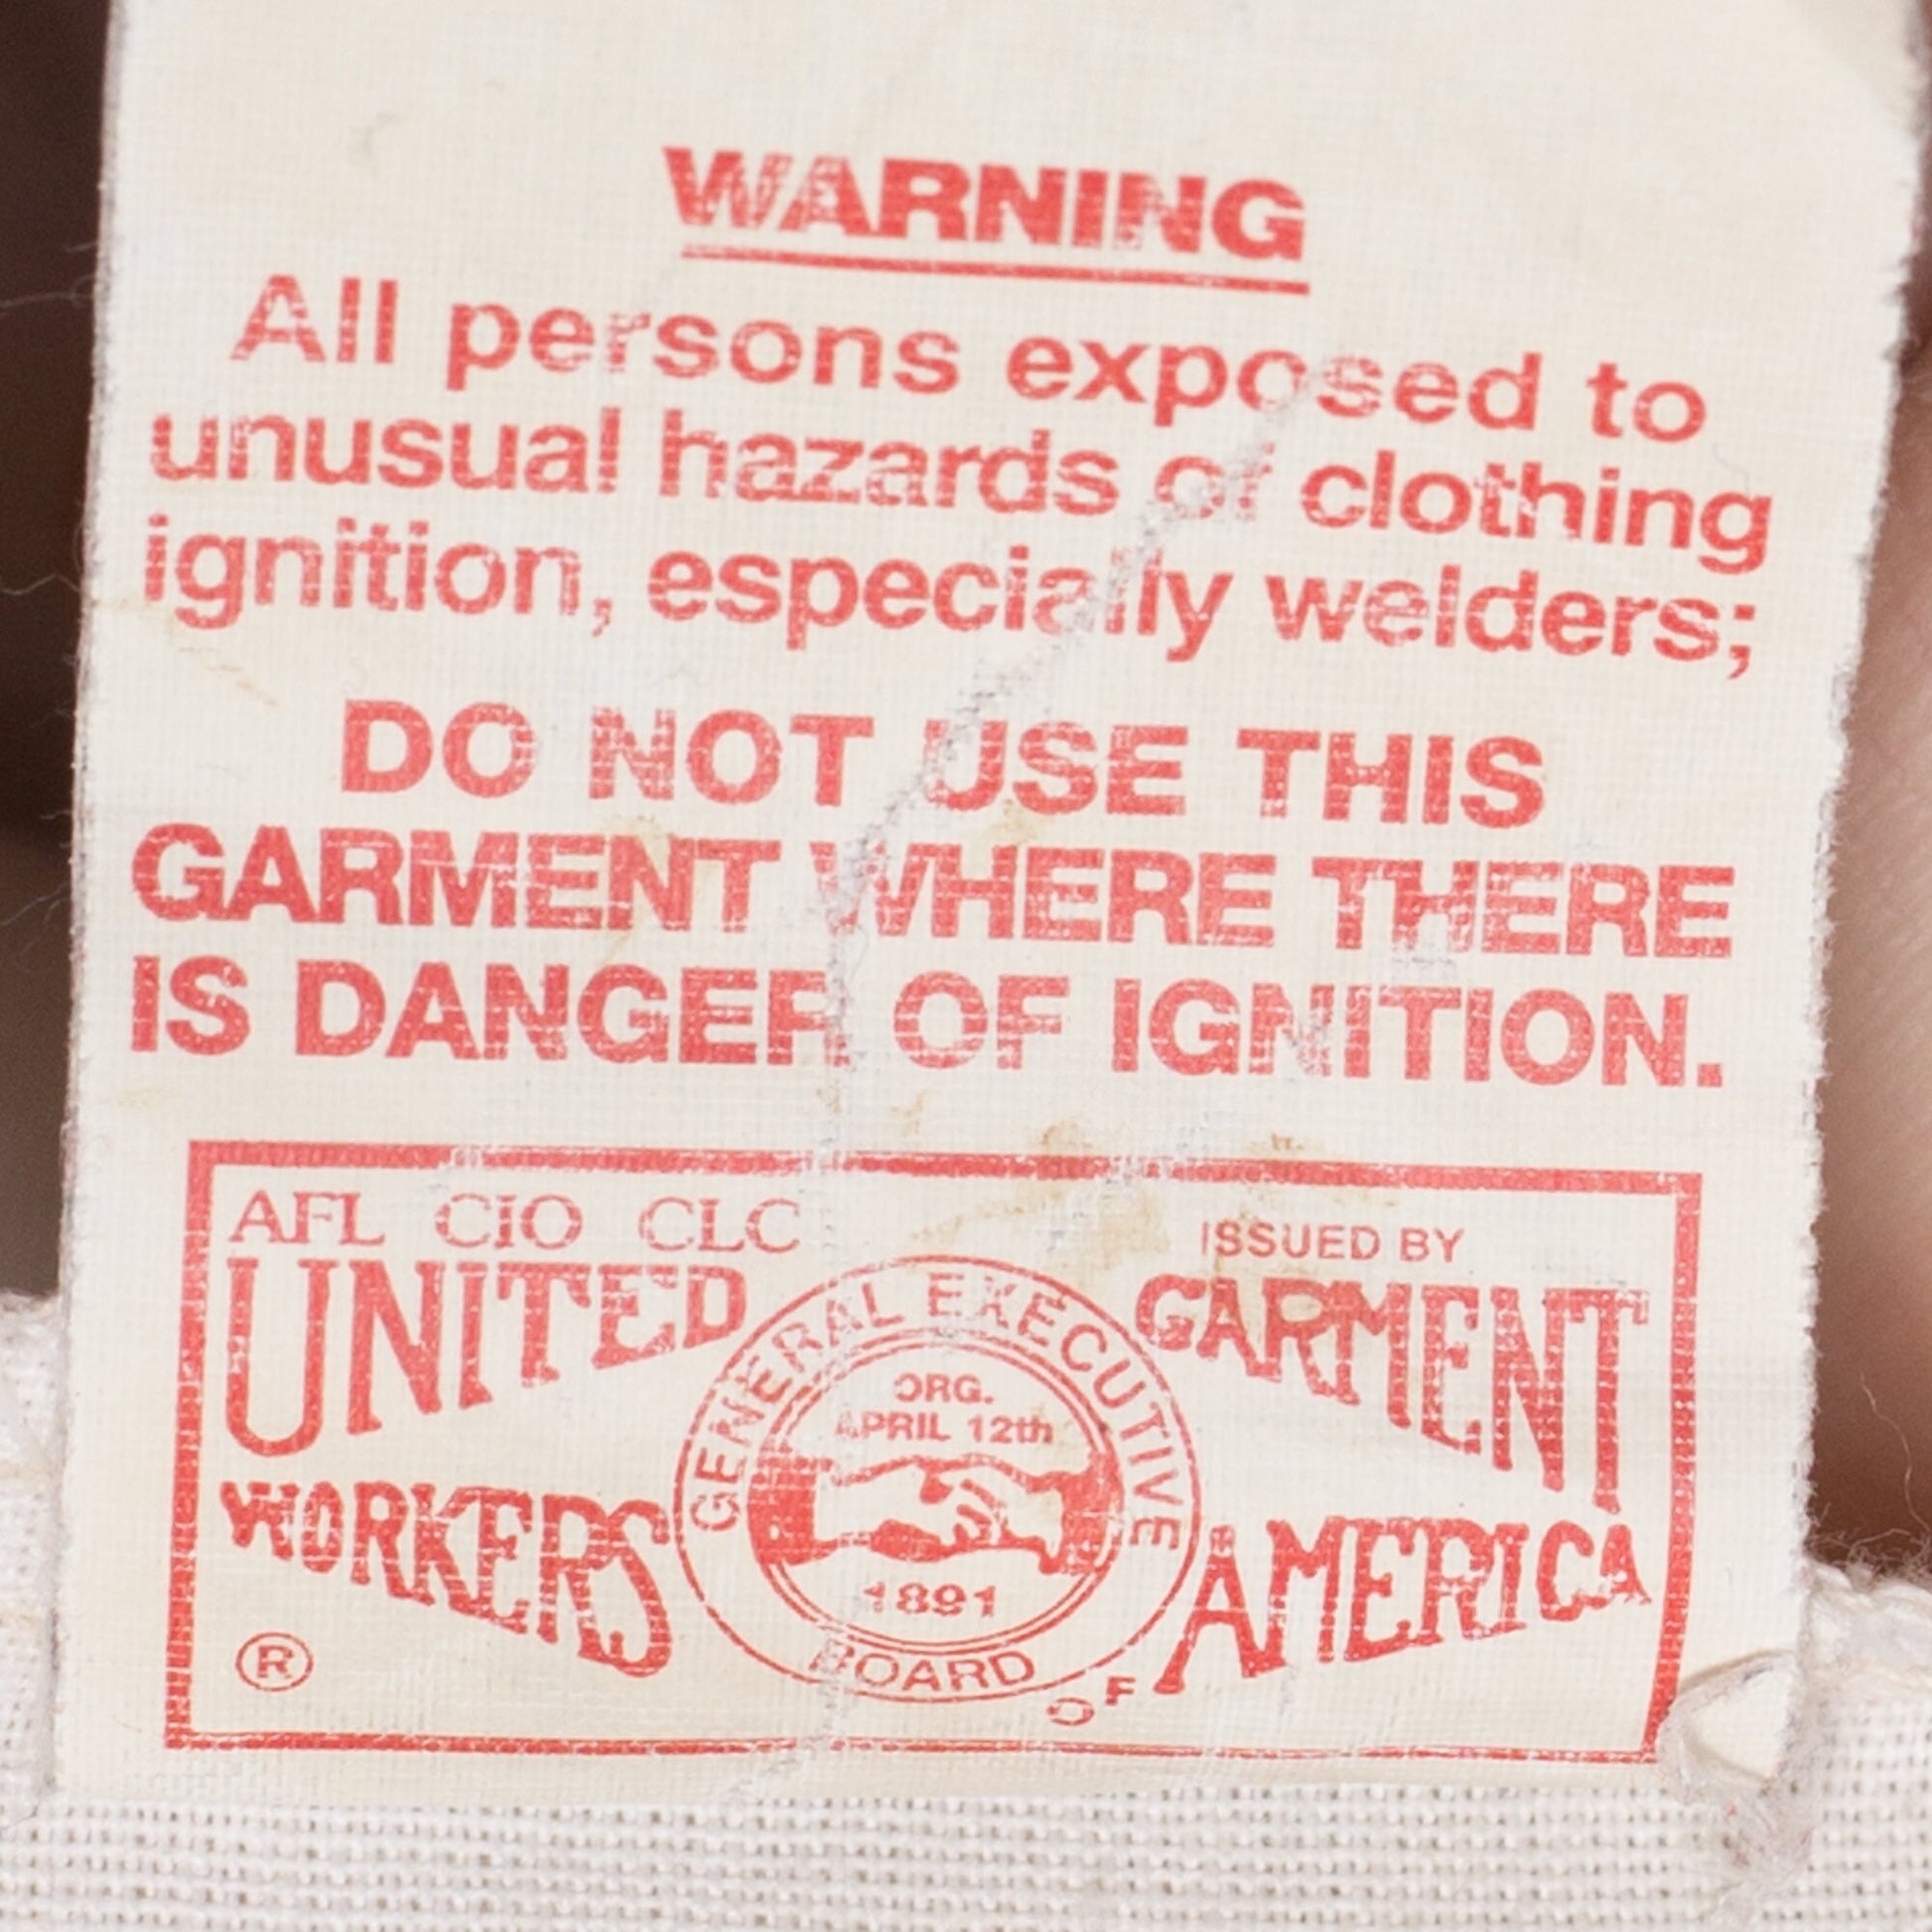 WARNING
All persons exposed to
unusual hazards of clothing
ignition, especially welders;
DO NOT USE THIS
GARMENT WHERE THERE
IS DANGER OF IGNITION.
AFL CIO CLC
ISSUED BY
UNITED GARMENT
WORKERS OF AMERICA
GENERAL EXECUTIVE
BOARD
ORG.
APRIL 12th
1891
®